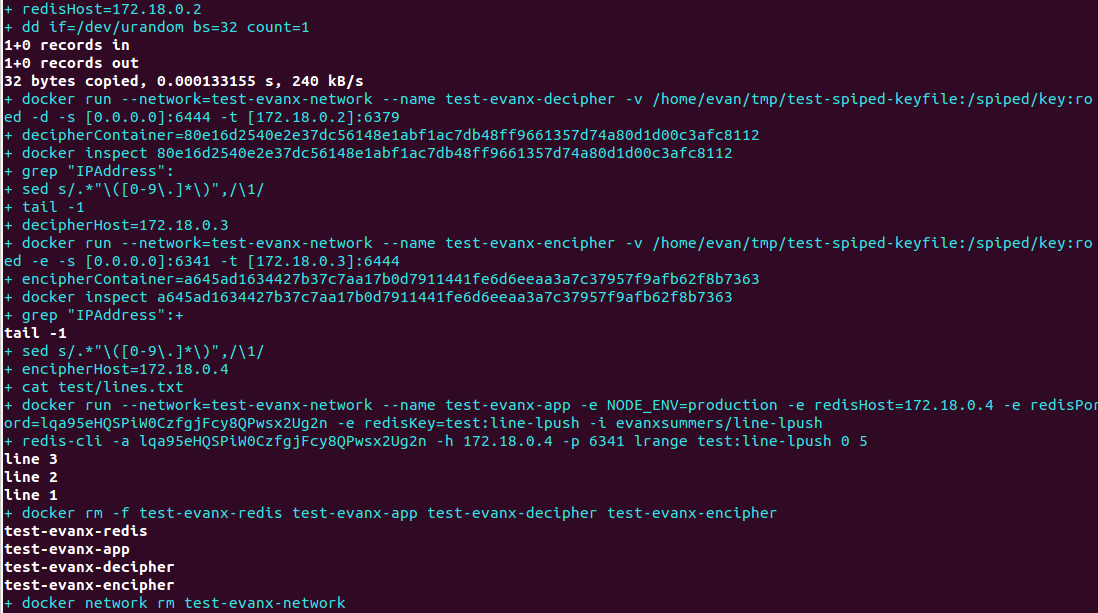 + redisHost=172.18.0.2
+ dd if=/dev/urandom bs=32 count=1
1+0 records in
1+0 records out
32 bytes copied, 0.000133155 s, 240 kB/s
+ docker run --network=test-evanx-network --name test-evanx-decipher -v /home/evan/tmp/test-spiped-keyfile:/spiped/key:ro
ed -d -s [0.0.0.0]:6444 -t [172.18.0.2]:6379
+ decipherContainer=80e16d2540e2e37dc56148e1abf1ac7db48ff9661357d74a80d1d00c3afc8112
+ docker inspect 80e16d2540e2e37dc56148e1abf1ac7db48ff9661357d74a80d1d00c3afc8112
+ grep "IPAddress":
+ sed s/.*"\([0-9\.]*\)",/\1/
+ tail -1
+ decipherHost=172.18.0.3
+ docker run --network=test-evanx-network --name test-evanx-encipher -v /home/evan/tmp/test-spiped-keyfile:/spiped/key:ro
ed -e -s [0.0.0.0]:6341 -t [172.18.0.3]:6444
+ encipherContainer=a645ad1634427b37c7aa17b0d7911441fe6d6eeaa3a7c37957f9afb62f8b7363
+ docker inspect a645ad1634427b37c7aa17b0d7911441fe6d6eeaa3a7c37957f9afb62f8b7363
+ grep "IPAddress":+
tail -1
+ sed s/.*"\([0-9\.]*\)",/\1/
+ encipherHost=172.18.0.4
+ cat test/lines.txt
+ docker run --network=test-evanx-network --name test-evanx-app -e NODE_ENV=production -e redisHost=172.18.0.4 -e redisPor
ord=lqa95eHQSPiW0CzfgjFcy8QPwsx2Ug2n -e redisKey=test:line-lpush -i evanxsummers/line-lpush
+ redis-cli -a lqa95eHQSPiW0CzfgjFcy8QPwsx2Ug2n -h 172.18.0.4 -p 6341 lrange test:line-lpush 0 5
line 3
line 2
line 1
+ docker rm -f test-evanx-redis test-evanx-app test-evanx-decipher test-evanx-encipher
test-evanx-redis
test-evanx-app
test-evanx-decipher
test-evanx-encipher
+ docker network rm test-evanx-network